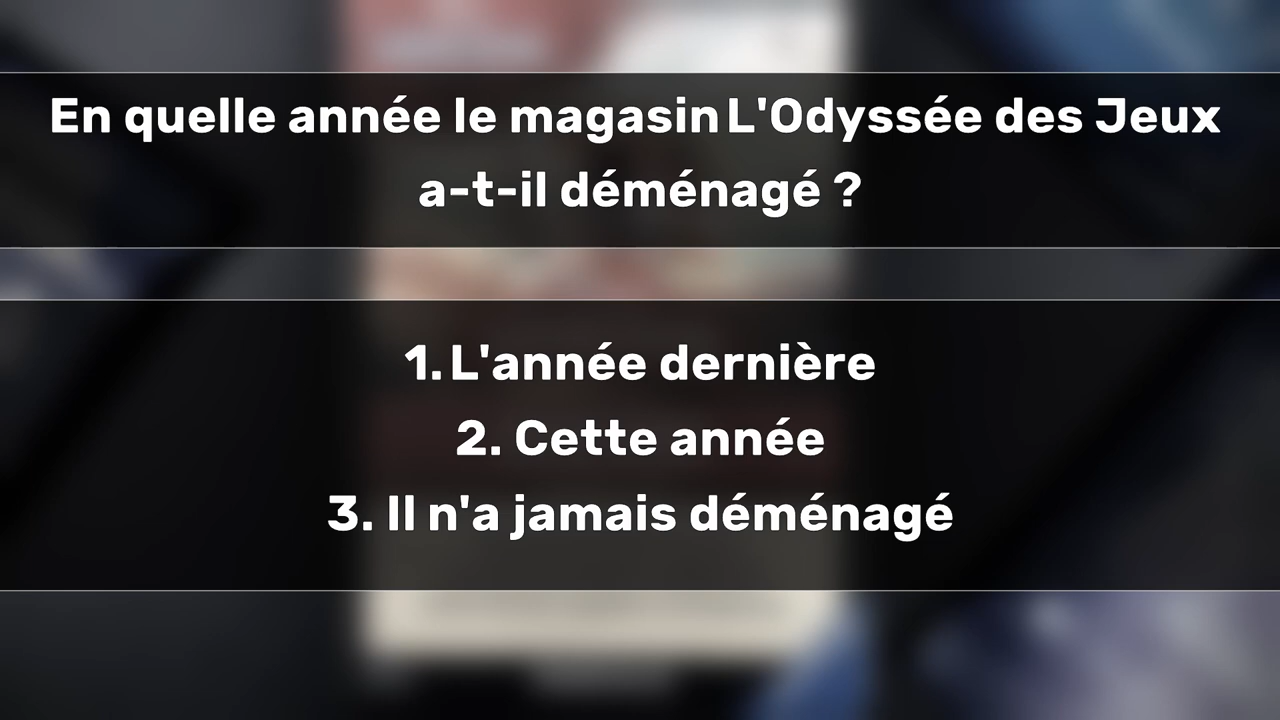 En quelle année le magasin L'Odyssée des Jeux
a-t-il déménagé ?
1. L'année dernière
2. Cette année
3. Il n'a jamais déménagé